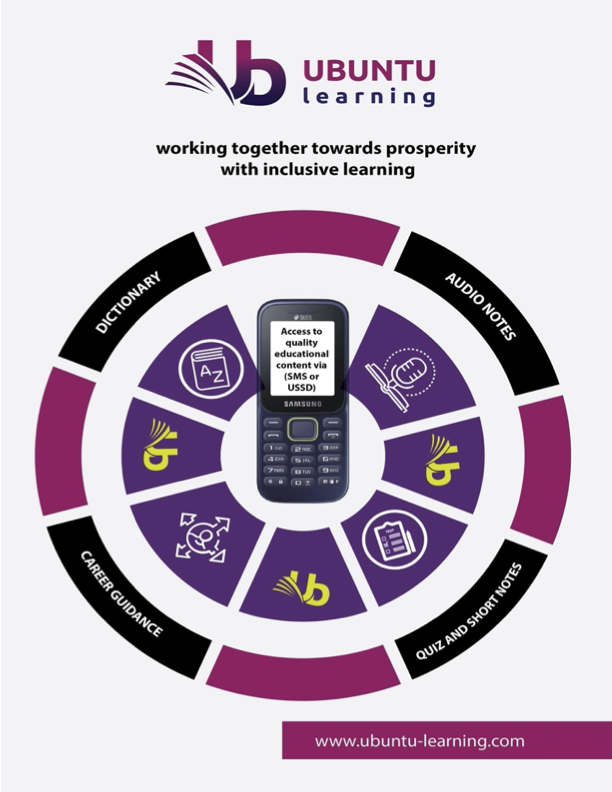 UBUNTU
learning
working together towards prosperity
with inclusive learning
DICTIONARY
AUDIO NOTES
A
Z
DUOS
Access to
quality
educational
content via
(SMS or
USSD)
SAMSUNG
CAREER GUIDANCE
QUIZ AND SHORT NOTES
www.ubuntu-learning.com